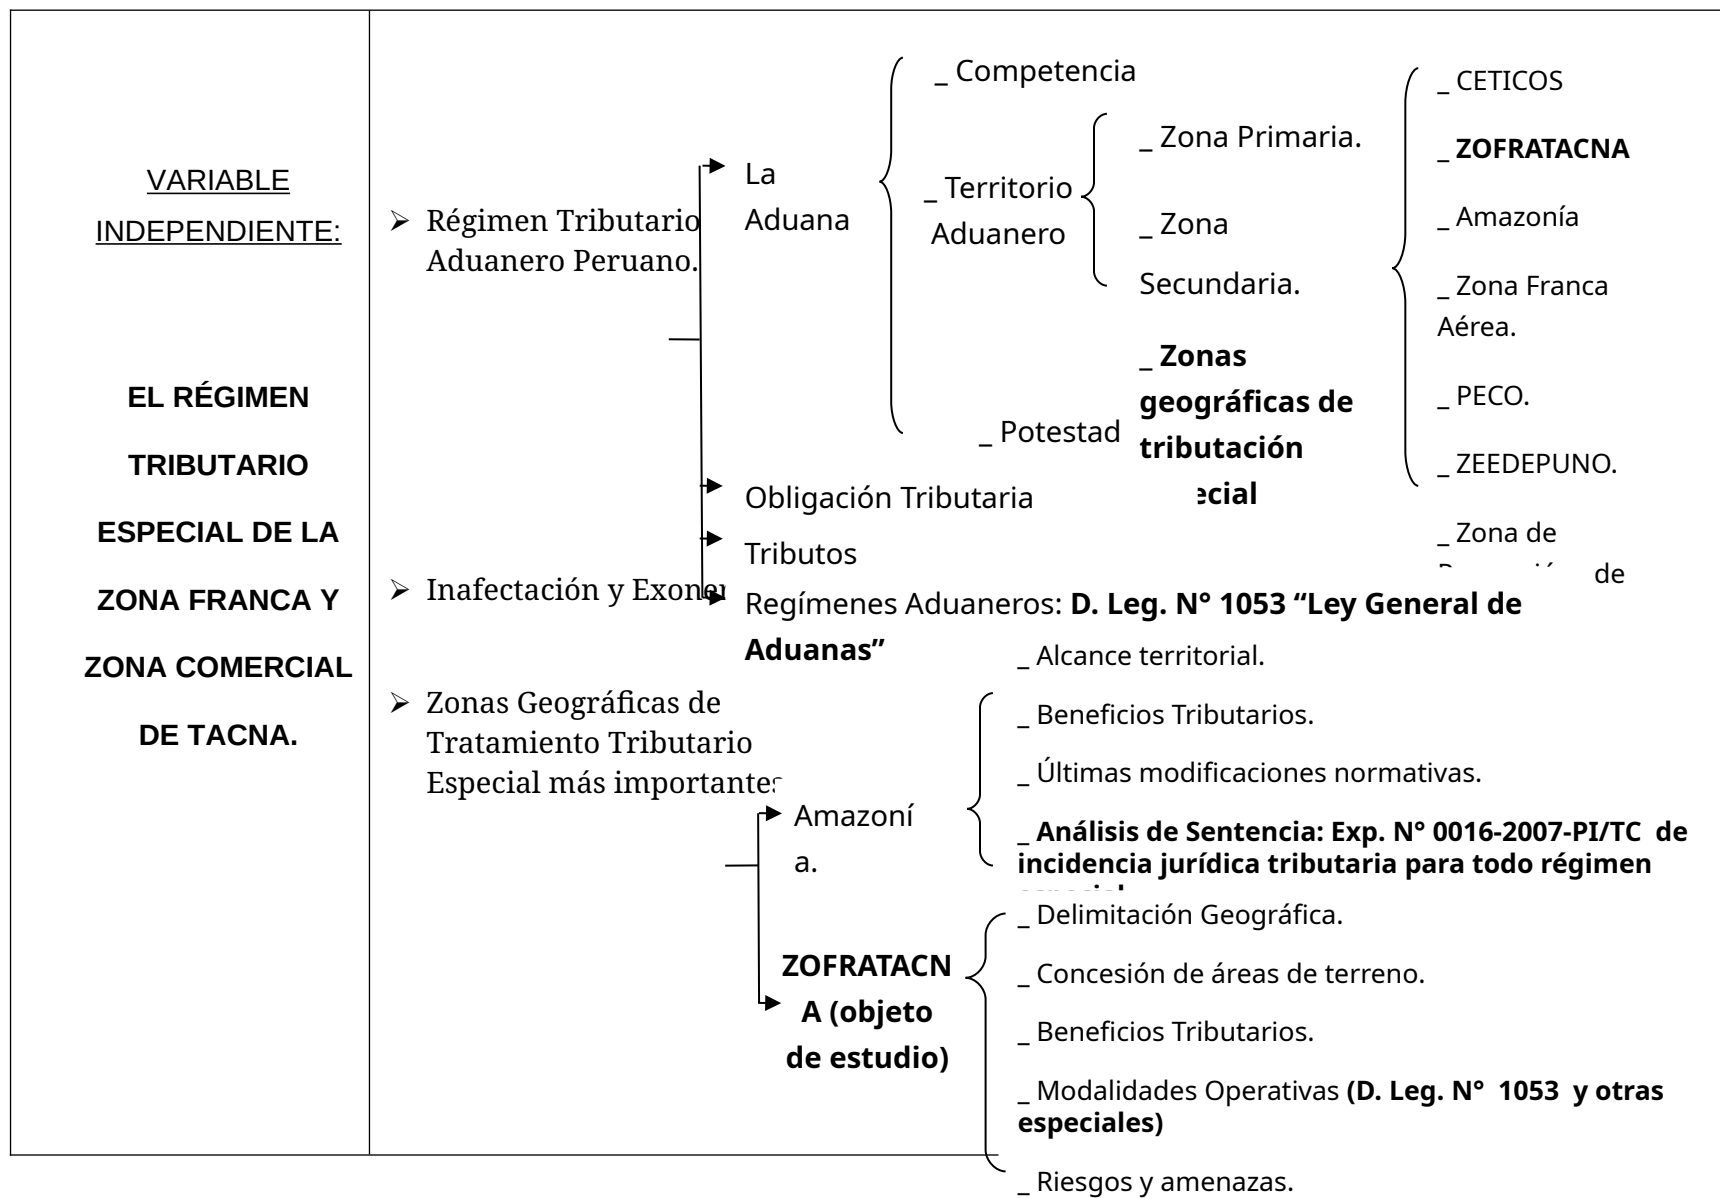 VARIABLE
INDEPENDIENTE:
EL RÉGIMEN
TRIBUTARIO
ESPECIAL DE LA
ZONA FRANCA Y
ZONA COMERCIAL
DE TACNA.
➢ Régimen Tributario
Aduanero Peruano.
➢ Inafectación y
➢ Zonas Geográficas de
Tratamiento Tributario
Especial más importantes
La
Aduana
_ Competencia
_ Territorio
Aduanero
_ Potestad
_ Zona Primaria.
_ Zona
Secundaria.
_ Zonas
geográficas de
tributación
_ CETICOS
_ ZOFRATACNA
_ Amazonía
_ Zona Franca
Aérea.
_ PECO.
_ ZEEDEPUNO.
_ Zona de
de
Obligación Tributaria
Tributos
Regímenes Aduaneros: D. Leg. N° 1053 “Ley General de
Aduanas”
Amazoní
a.
_ Alcance territorial.
_ Beneficios Tributarios.
_ Últimas modificaciones normativas.
_ Análisis de Sentencia: Exp. N° 0016-2007-PI/TC de
incidencia jurídica tributaria para todo régimen
ZOFRATACN
A (objeto
de estudio)
_ Delimitación Geográfica.
_ Concesión de áreas de terreno.
_ Beneficios Tributarios.
_ Modalidades Operativas (D. Leg. N° 1053 y otras
especiales)
_ Riesgos y amenazas.